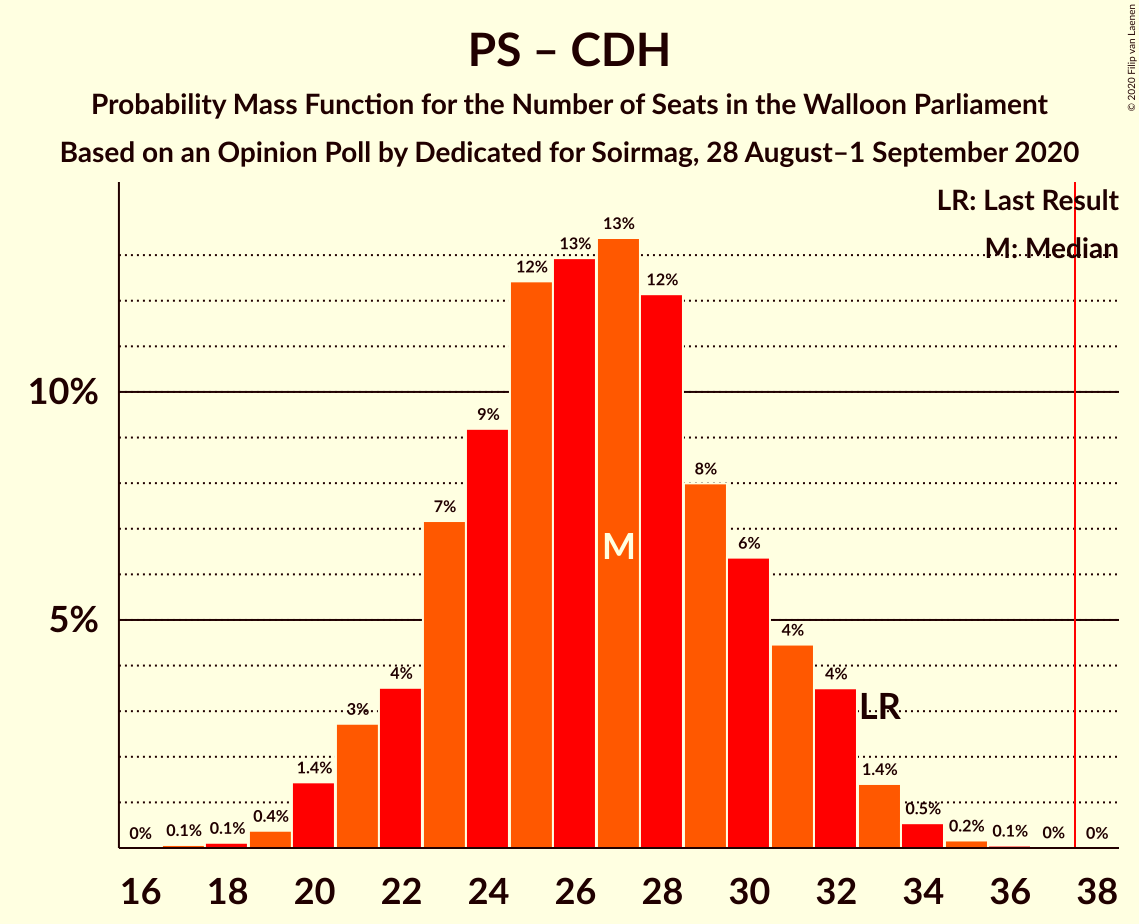 PS – CDH
Probability Mass Function for the Number of Seats in the Walloon Parliament
Based on an Opinion Poll by Dedicated for Soirmag, 28 August–1 September 2020
© 2020 Filip van Laenen
LR: Last Result
M: Median
10%
5%
0%
0.1%
0.1%
0.4%
1.4%
3%
4%
7%
9%
12%
13%
13%
12%
8%
6%
4%
4%
1.4%
0.5%
0.2%
0.1%
0%
0%
M
LR
16 18 20 22 24 26 28 30 32 34 36 38